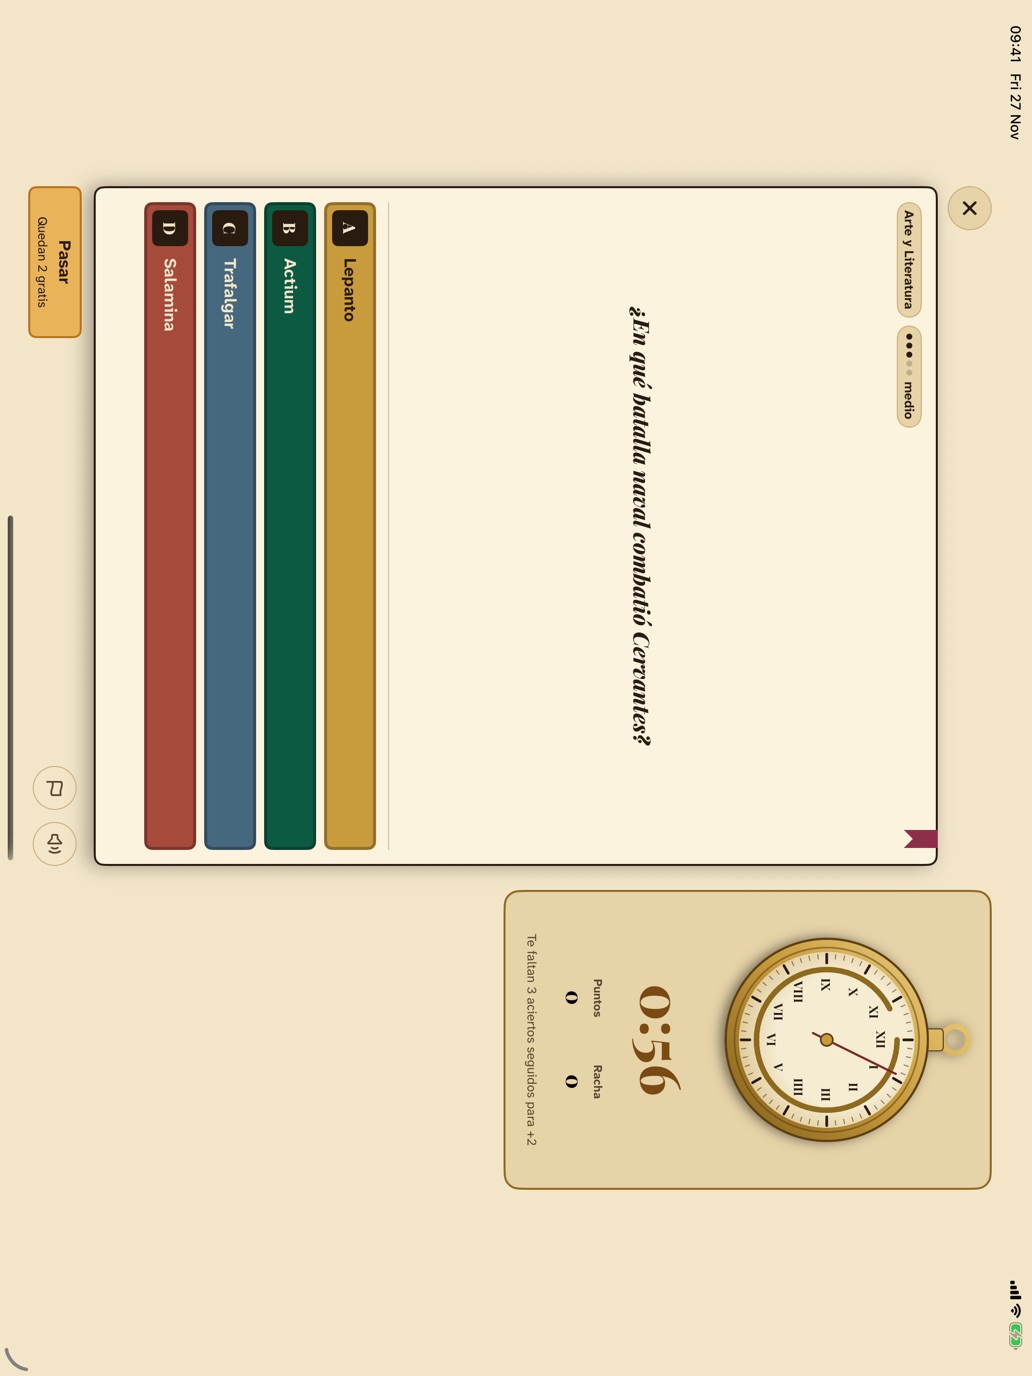 09:41 Fri 27 Nov
Arte y Literatura
medio
¿En qué batalla naval combatió Cervantes?
A Lepanto
B Actium
C Trafalgar
D Salamina
Pasar
Quedan 2 gratis
XII
I
II
III
IIII
V
VI
VII
VIII
IX
X
XI
0:56
Puntos Racha
0 0
Te faltan 3 aciertos seguidos para +2